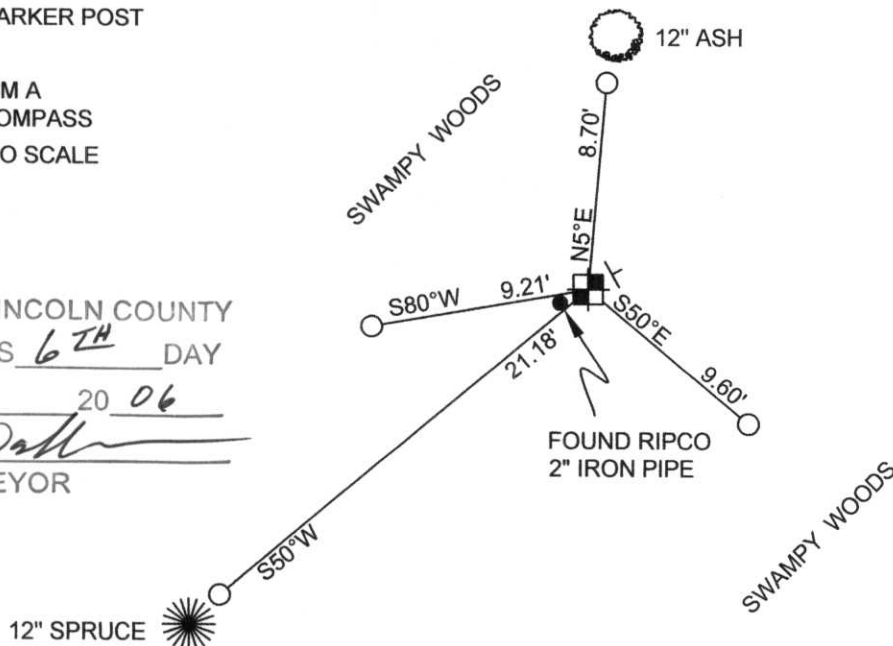 ARKER POST
12" ASH
M A
OMPASS
O SCALE
SWAMPY WOODS
8.70'
N5°E
S80°W
9.21'
S50°E
21.18'
9.60'
NCOLN COUNTY
S 6TH DAY
20 06
EYOR
FOUND RIPCO
2" IRON PIPE
S50°W
SWAMPY WOODS
12" SPRUCE